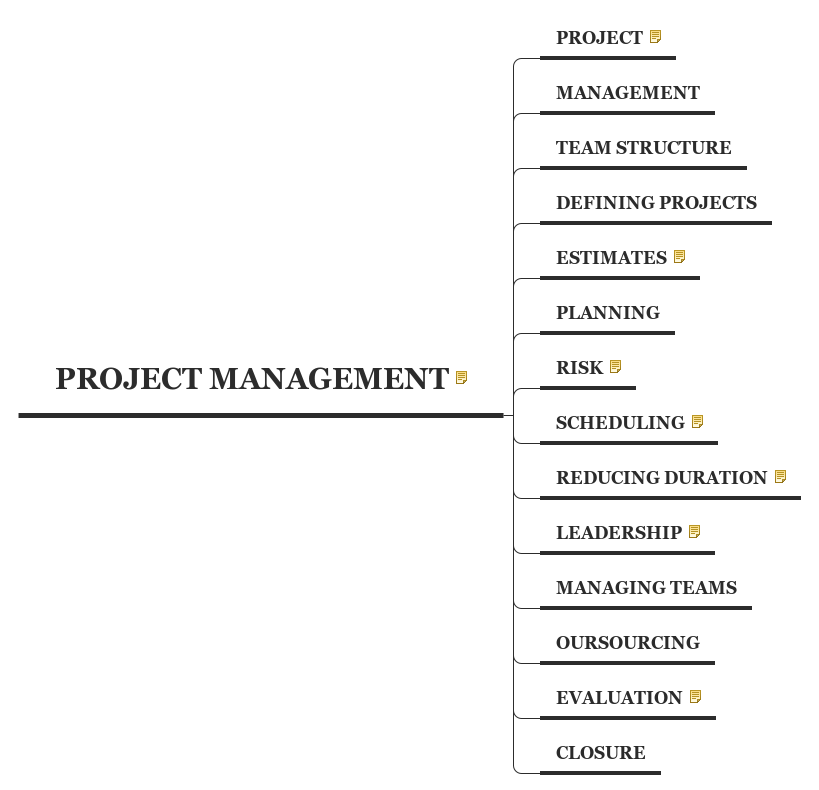 PROJECT
MANAGEMENT
TEAM STRUCTURE
DEFINING PROJECTS
ESTIMATES
PLANNING
PROJECT MANAGEMENT
RISK
SCHEDULING
REDUCING DURATION
LEADERSHIP
MANAGING TEAMS
OURSOURCING
EVALUATION
CLOSURE